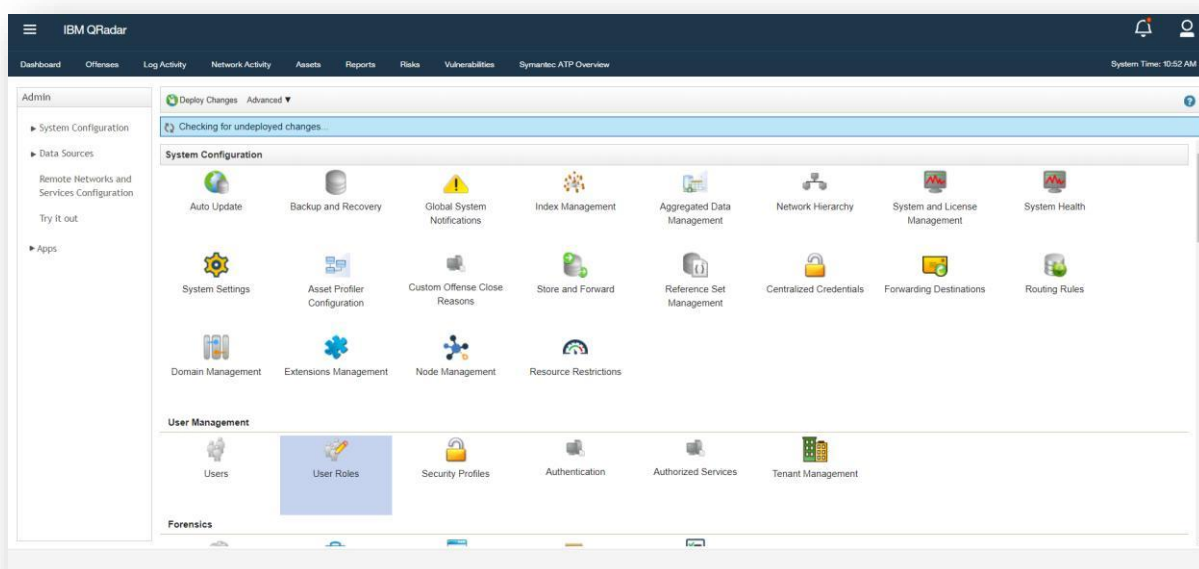 IBM QRadar
Dashboard Offenses Log Activity Network Activity Assets Reports Risks Vulnerabilities Symantec ATP Overview System Time: 10:52 AM
Admin
System Configuration
Data Sources
Remote Networks and
Services Configuration
Try it out
Apps
Deploy Changes Advanced ▼
Checking for undeployed changes...
System Configuration
Auto Update
Backup and Recovery
Global System
Notifications
Index Management
Aggregated Data
Management
Network Hierarchy
System and License
Management
System Health
System Settings
Asset Profiler
Configuration
Custom Offense Close
Reasons
Store and Forward
Reference Set
Management
Centralized Credentials
Forwarding Destinations
Routing Rules
Domain Management
Extensions Management
Node Management
Resource Restrictions
User Management
Users
User Roles
Security Profiles
Authentication
Authorized Services
Tenant Management
Forensics